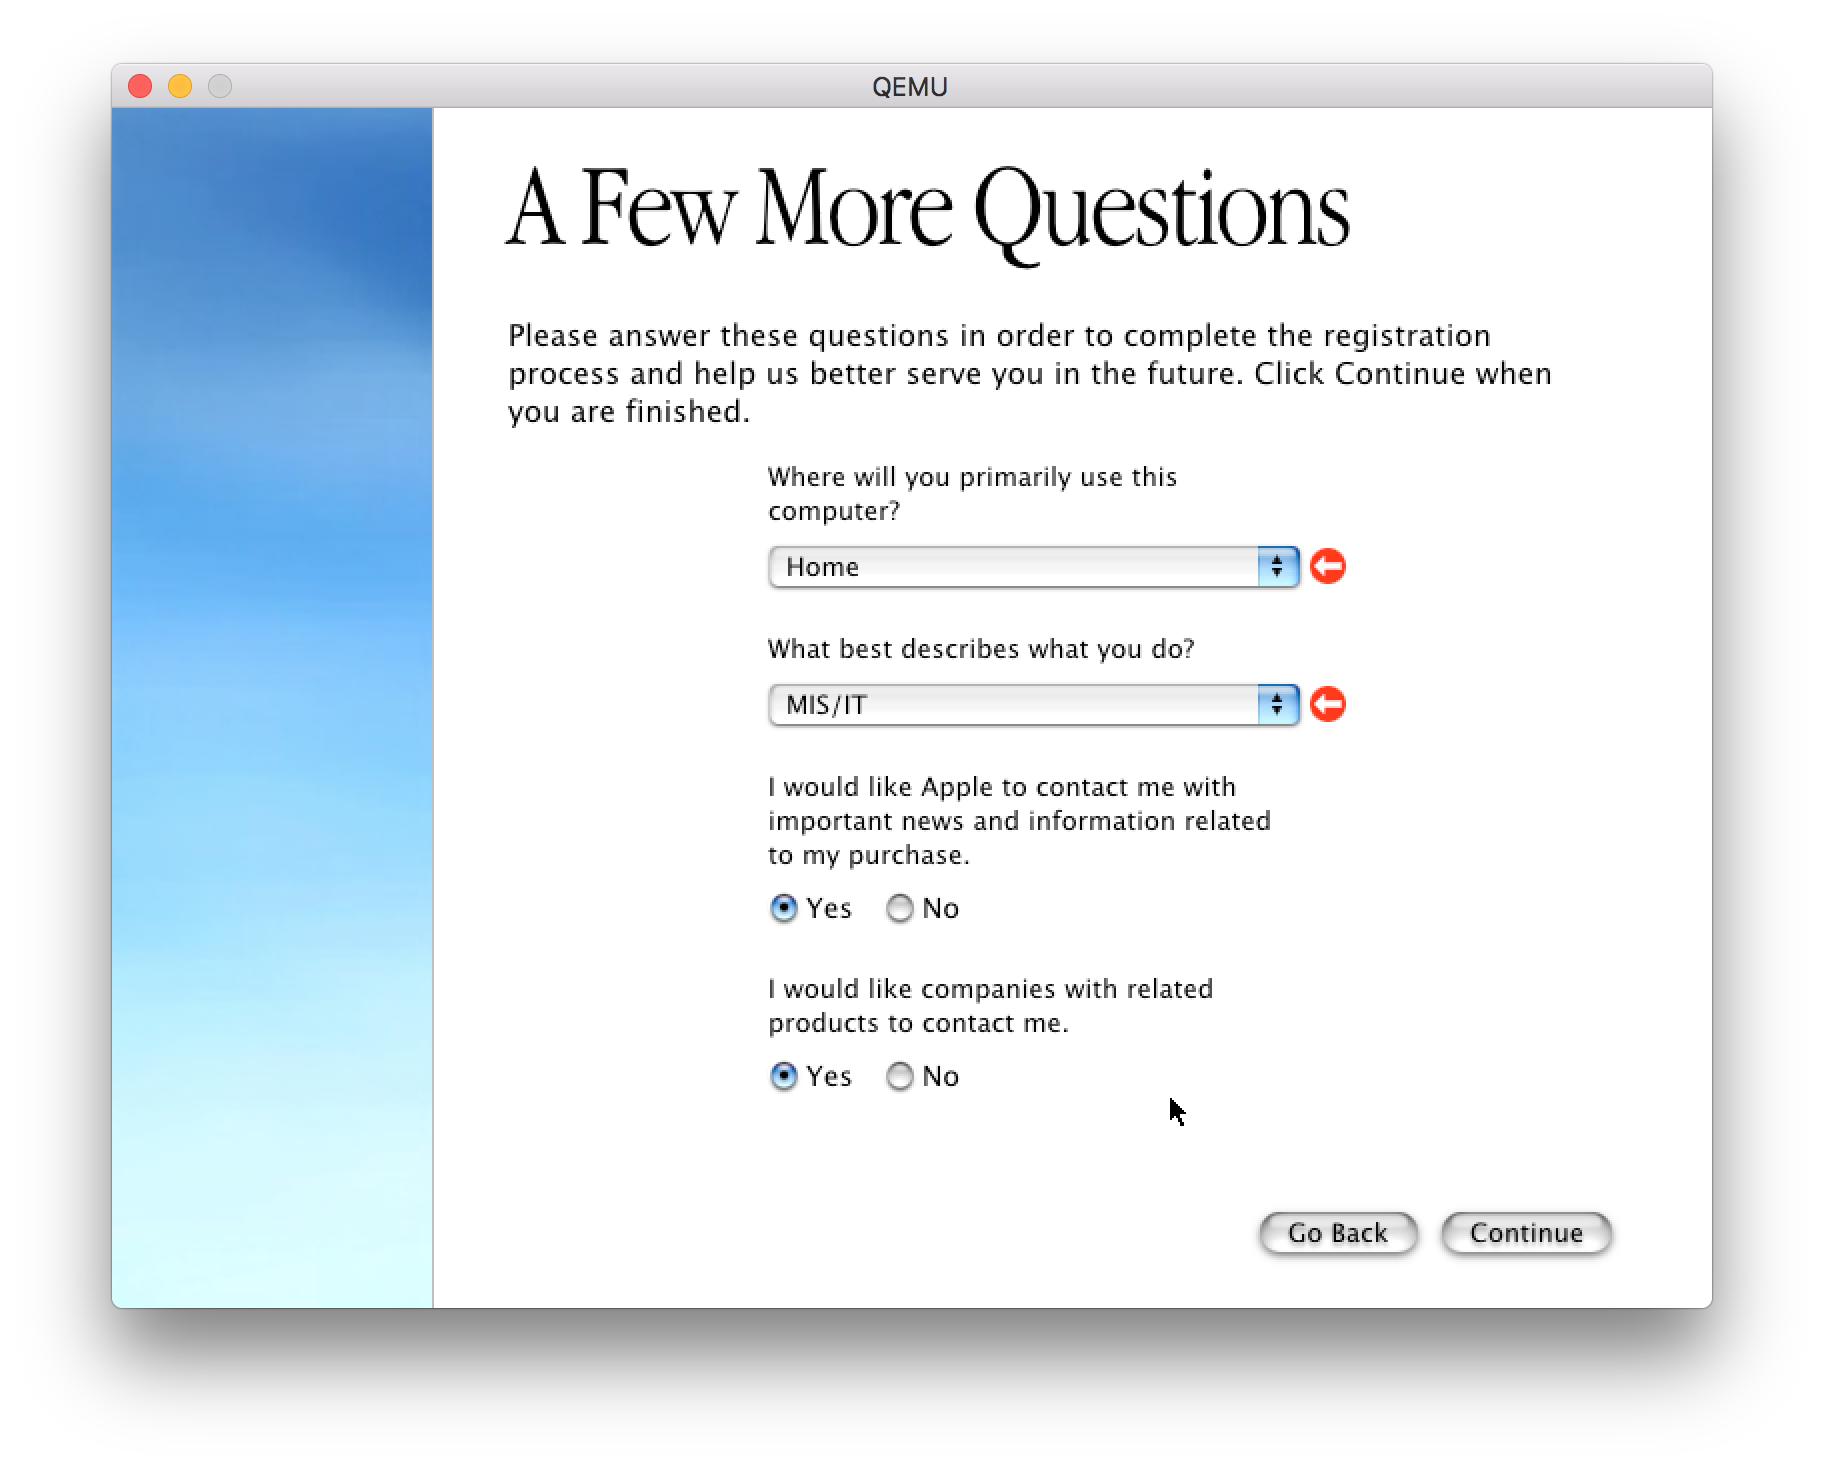 QEMU
A Few More Questions
Please answer these questions in order to complete the registration
process and help us better serve you in the future. Click Continue when
you are finished.
Where will you primarily use this
computer?
Home
What best describes what you do?
MIS/IT
I would like Apple to contact me with
important news and information related
to my purchase.
Yes No
I would like companies with related
products to contact me.
Yes No
Go Back Continue